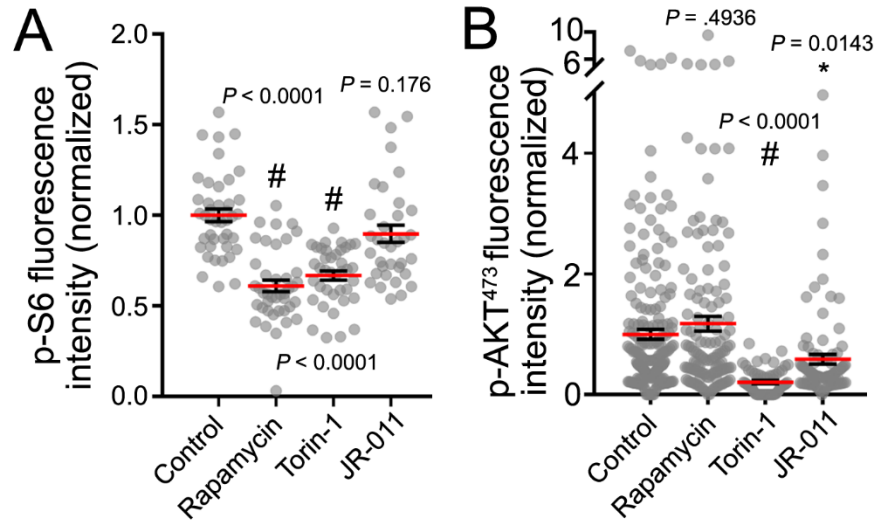 A
p-S6 fluorescence
intensity (normalized)
2.0
1.5
1.0
0.5
0.0
P < 0.0001
P = 0.176
#
#
P < 0.0001
Control
Rapamycin
Torin-1
JR-011
B
p-AKT⁴⁷³ fluorescence
intensity (normalized)
10
6
4
2
0
P = .4936
P = 0.0143
*
P < 0.0001
#
Control
Rapamycin
Torin-1
JR-011